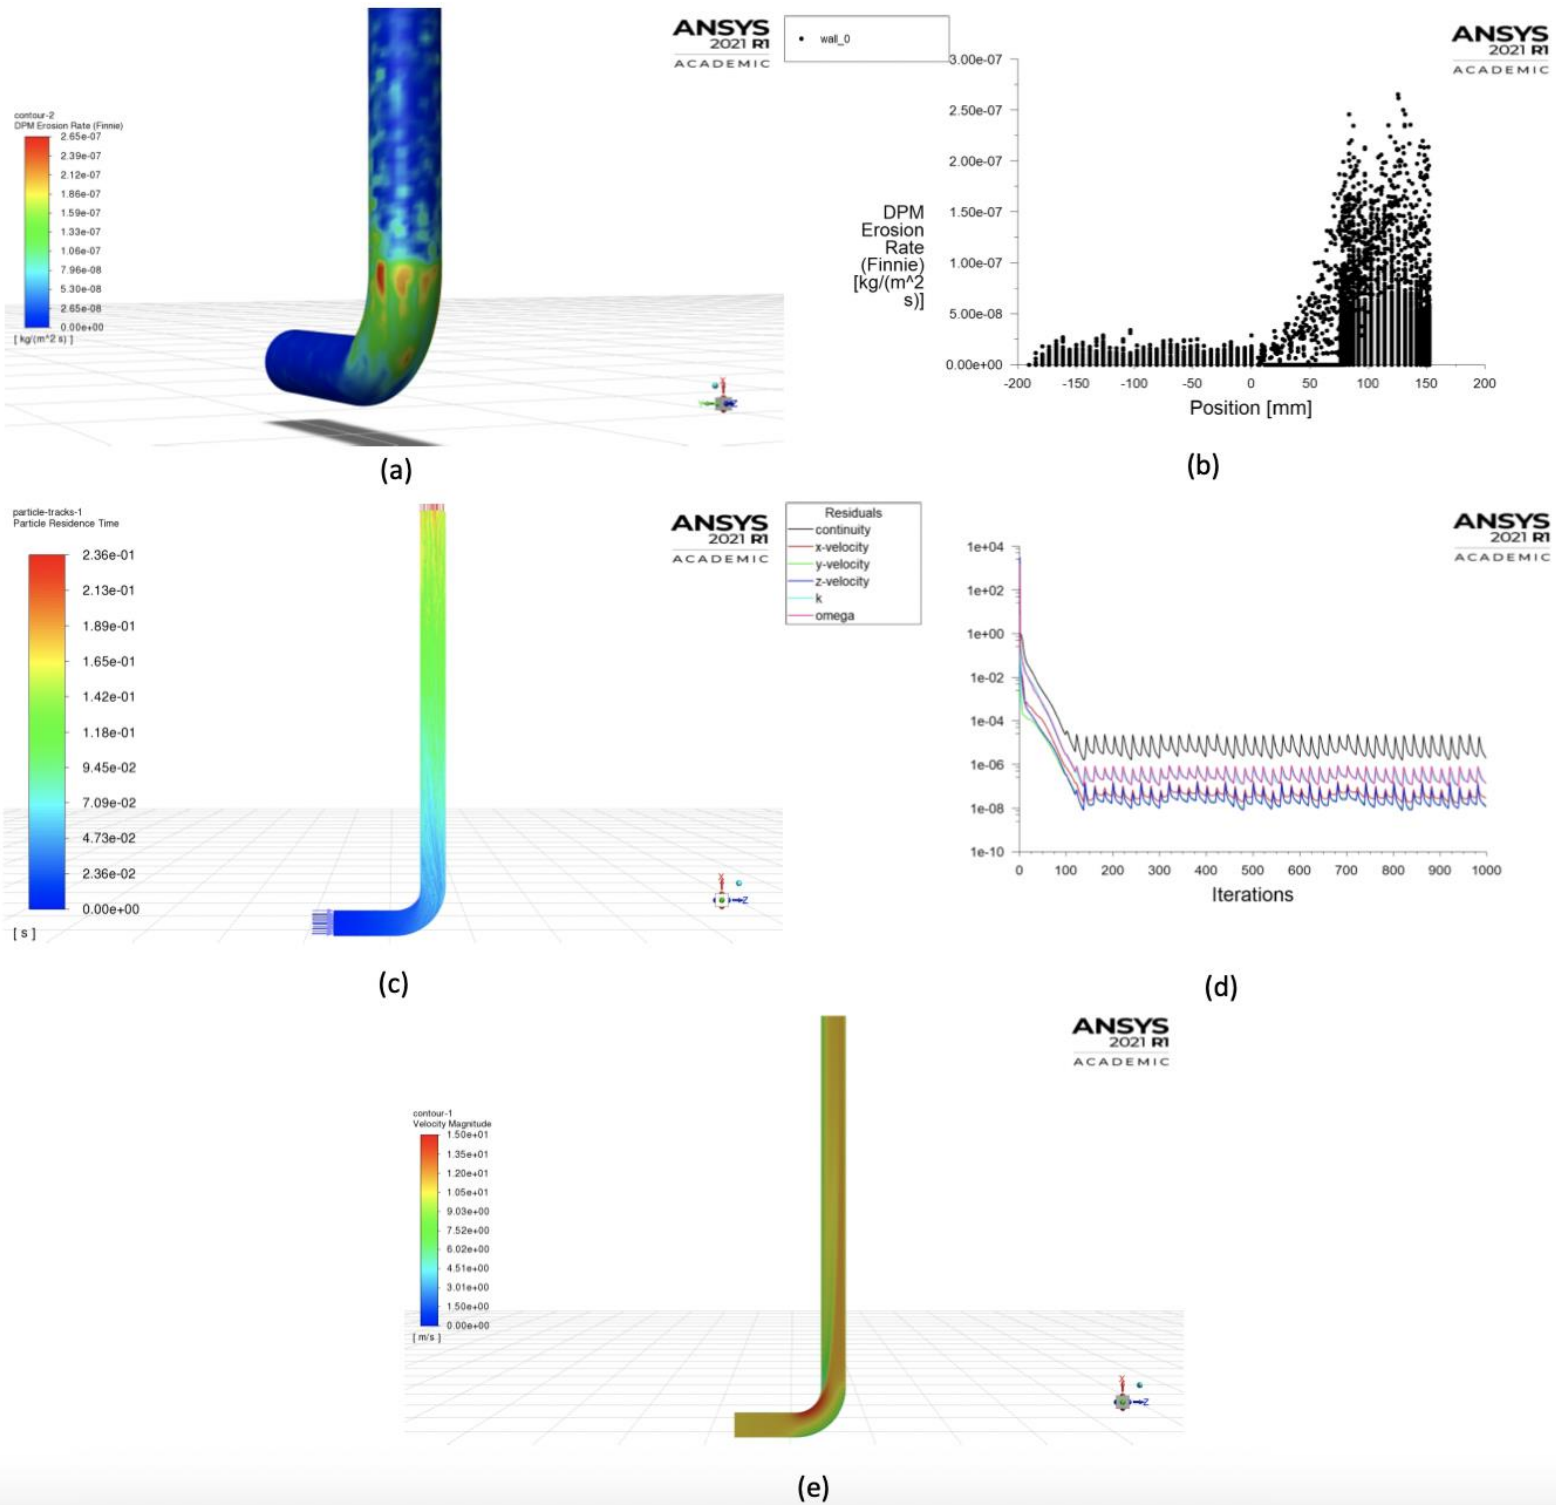 ANSYS
2021 R1
ACADEMIC
contour-2
DPM Erosion Rate (Finnie)
2.65e-07
2.39e-07
2.12e-07
1.86e-07
1.59e-07
1.33e-07
1.06e-07
7.96e-08
5.30e-08
2.65e-08
0.00e+00
[ kg/(m^2 s) ]
(a)
wall_0
ANSYS
2021 R1
ACADEMIC
3.00e-07
2.50e-07
2.00e-07
1.50e-07
1.00e-07
5.00e-08
0.00e+00
DPM
Erosion
Rate
(Finnie)
[kg/(m^2
s)]
-200 -150 -100 -50 0 50 100 150 200
Position [mm]
(b)
particle-tracks-1
Particle Residence Time
2.36e-01
2.13e-01
1.89e-01
1.65e-01
1.42e-01
1.18e-01
9.45e-02
7.09e-02
4.73e-02
2.36e-02
0.00e+00
[ s ]
ANSYS
2021 R1
ACADEMIC
X
Z
(c)
Residuals
continuity
x-velocity
y-velocity
z-velocity
k
omega
ANSYS
2021 R1
ACADEMIC
1e+04
1e+02
1e+00
1e-02
1e-04
1e-06
1e-08
1e-10
0 100 200 300 400 500 600 700 800 900 1000
Iterations
(d)
ANSYS
2021 R1
ACADEMIC
contour-1
Velocity Magnitude
1.50e+01
1.35e+01
1.20e+01
1.05e+01
9.03e+00
7.52e+00
6.02e+00
4.51e+00
3.01e+00
1.50e+00
0.00e+00
[ m/s ]
X
Z
(e)